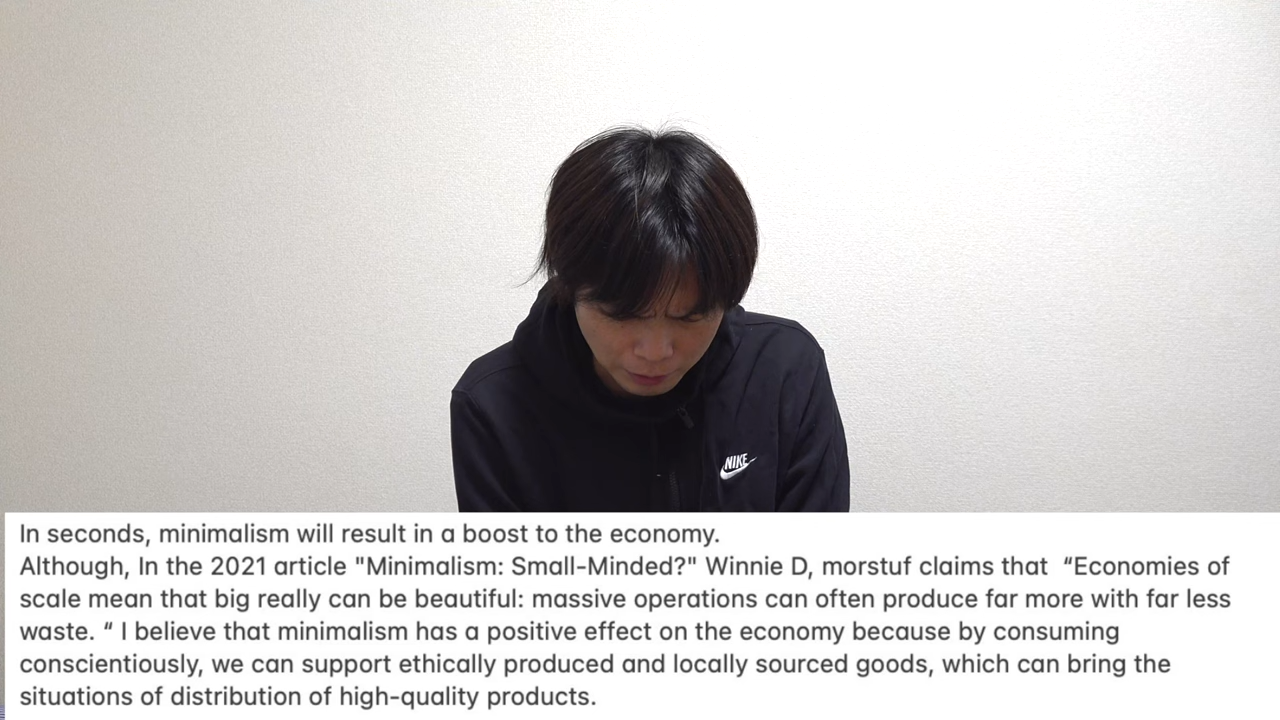 NIKE
In seconds, minimalism will result in a boost to the economy.
Although, In the 2021 article "Minimalism: Small-Minded?" Winnie D, morstuf claims that “Economies of
scale mean that big really can be beautiful: massive operations can often produce far more with far less
waste. “ I believe that minimalism has a positive effect on the economy because by consuming
conscientiously, we can support ethically produced and locally sourced goods, which can bring the
situations of distribution of high-quality products.